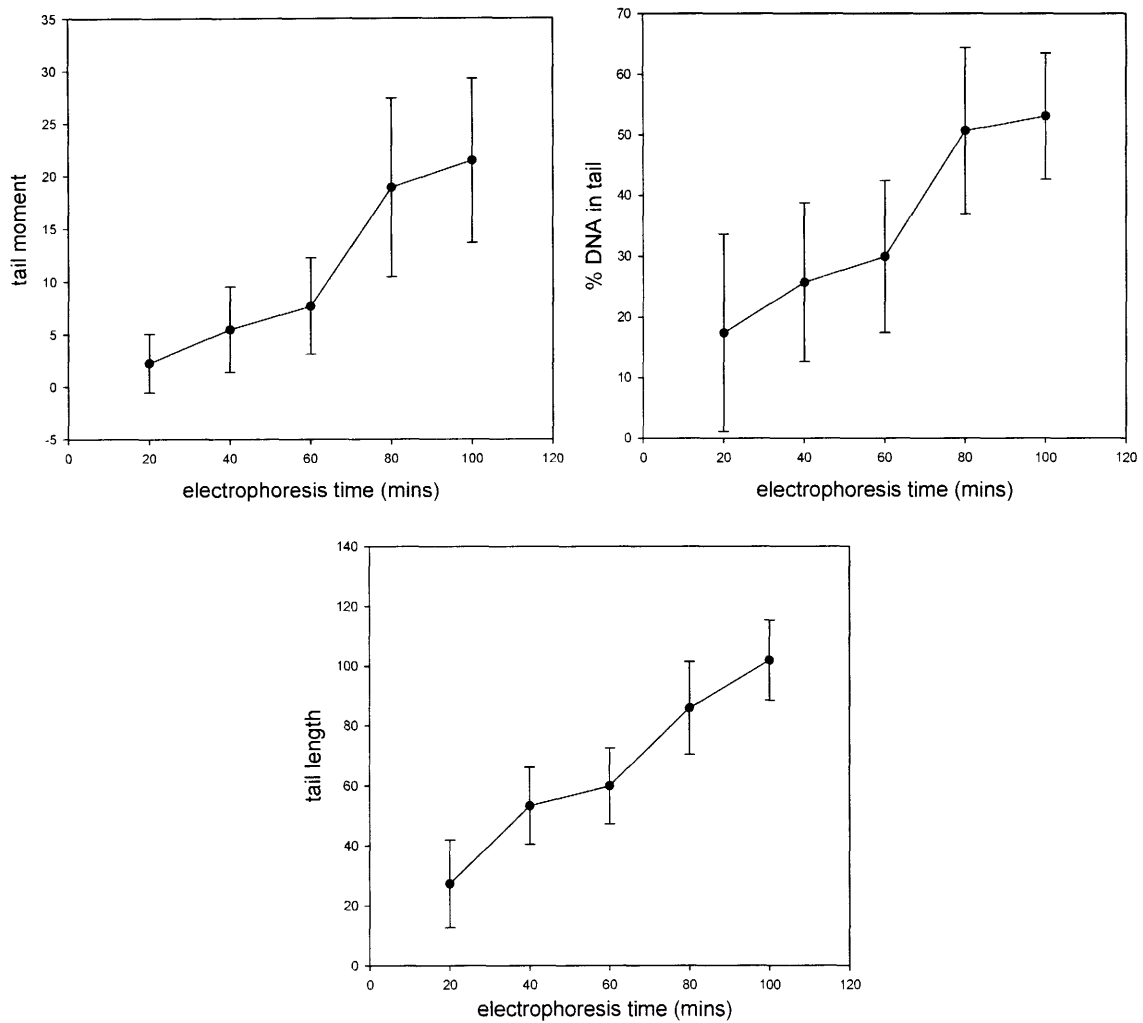 35
30
25
20
15
10
5
0
-5
tail moment
0 20 40 60 80 100 120
electrophoresis time (mins)
70
60
50
40
30
20
10
0
% DNA in tail
0 20 40 60 80 100 120
electrophoresis time (mins)
140
120
100
80
60
40
20
0
tail length
0 20 40 60 80 100 120
electrophoresis time (mins)